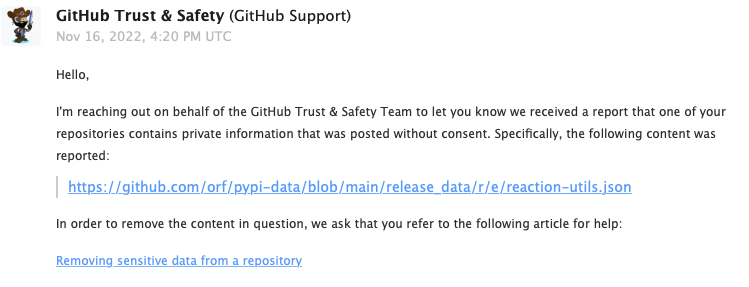 GitHub Trust & Safety (GitHub Support)
Nov 16, 2022, 4:20 PM UTC
Hello,
I'm reaching out on behalf of the GitHub Trust & Safety Team to let you know we received a report that one of your
repositories contains private information that was posted without consent. Specifically, the following content was
reported:
https://github.com/orf/pypi-data/blob/main/release_data/r/e/reaction-utils.json
In order to remove the content in question, we ask that you refer to the following article for help:
Removing sensitive data from a repository